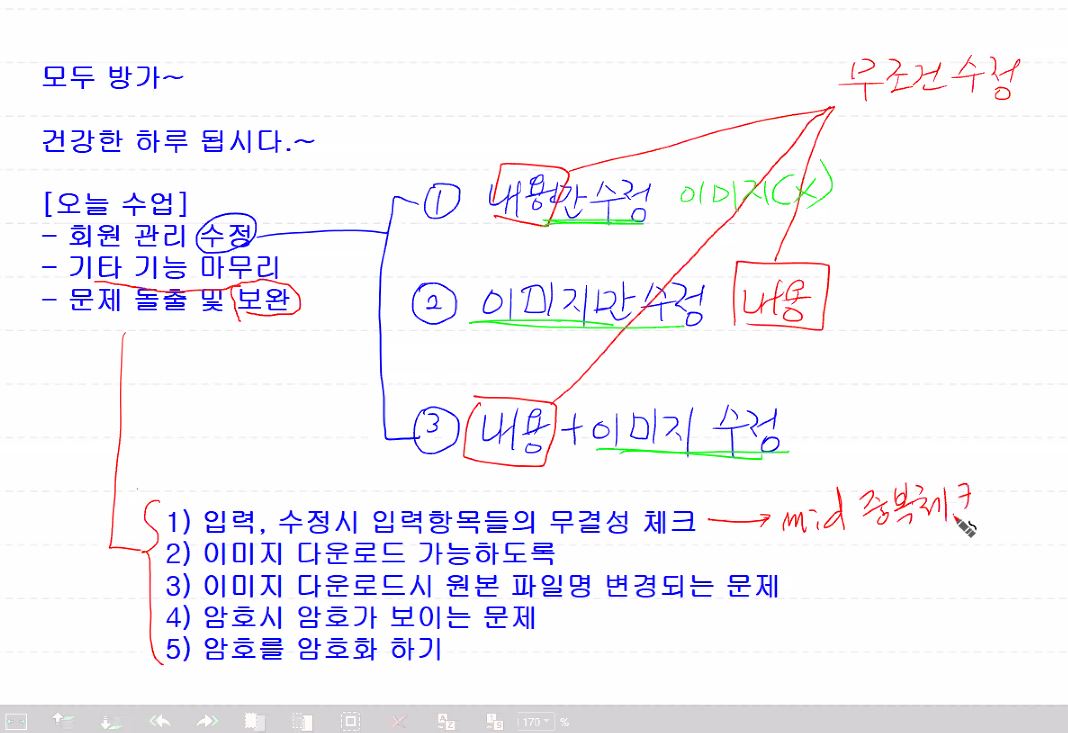 모두 방가~
무조건수정
건강한 하루 됩시다.~
[오늘 수업]
- 회원 관리 수정
- 기타 기능 마무리
- 문제 돌출 및 보완
① 내용만수정 이미지(X)
② 이미지만수정 내용
③ 내용+이미지 수정
1) 입력, 수정시 입력항목들의 무결성 체크 → mid 중복체크
2) 이미지 다운로드 가능하도록
3) 이미지 다운로드시 원본 파일명 변경되는 문제
4) 암호시 암호가 보이는 문제
5) 암호를 암호화 하기
170 %